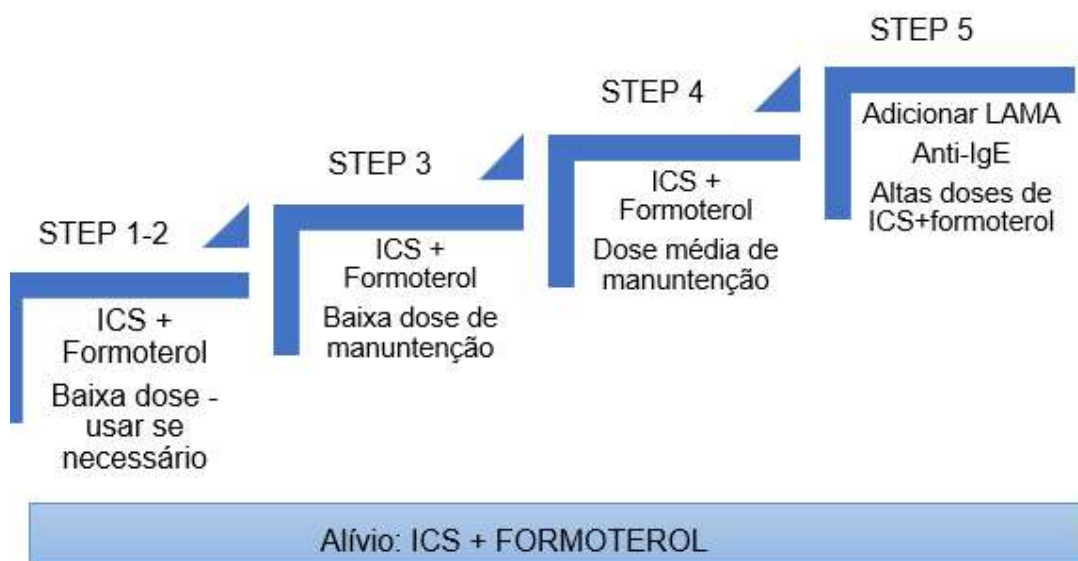 STEP 1-2
ICS +
Formoterol
Baixa dose -
usar se
necessário
STEP 3
ICS +
Formoterol
Baixa dose de
manuntenção
STEP 4
ICS +
Formoterol
Dose média de
manuntenção
STEP 5
Adicionar LAMA
Anti-IgE
Altas doses de
ICS+formoterol
Alívio: ICS + FORMOTEROL